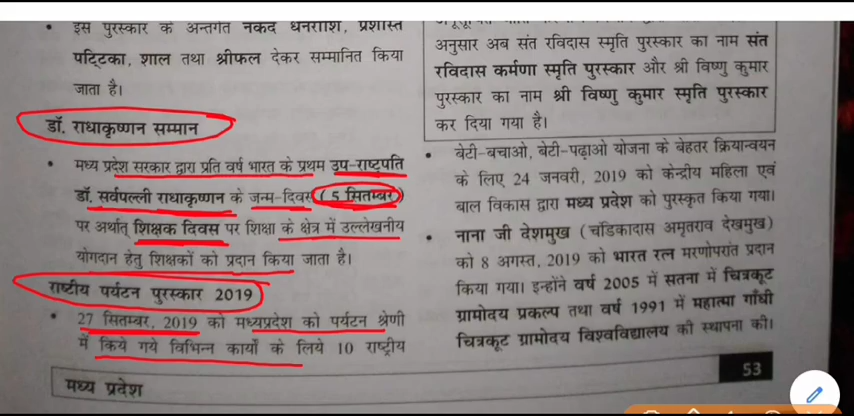 • इस पुरस्कार के अन्तर्गत नकद धनराशि, प्रशस्ति
पट्टिका, शाल तथा श्रीफल देकर सम्मानित किया
जाता है।
डॉ. राधाकृष्णन सम्मान
• मध्य प्रदेश सरकार द्वारा प्रति वर्ष भारत के प्रथम उप-राष्ट्रपति
डॉ. सर्वपल्ली राधाकृष्णन के जन्म-दिवस ( 5 सितम्बर )
पर अर्थात् शिक्षक दिवस पर शिक्षा के क्षेत्र में उल्लेखनीय
योगदान हेतु शिक्षकों को प्रदान किया जाता है।
राष्ट्रीय पर्यटन पुरस्कार 2019
• 27 सितम्बर, 2019 को मध्यप्रदेश को पर्यटन श्रेणी
में किये गये विभिन्न कार्यों के लिये 10 राष्ट्रीय
अनुसार अब संत रविदास स्मृति पुरस्कार का नाम संत
रविदास कर्मणा स्मृति पुरस्कार और श्री विष्णु कुमार
पुरस्कार का नाम श्री विष्णु कुमार स्मृति पुरस्कार
कर दिया गया है।
• बेटी-बचाओ, बेटी-पढ़ाओ योजना के बेहतर क्रियान्वयन
के लिए 24 जनवरी, 2019 को केन्द्रीय महिला एवं
बाल विकास द्वारा मध्य प्रदेश को पुरस्कृत किया गया।
• नाना जी देशमुख (चंडिकादास अमृतराव देखमुख)
को 8 अगस्त, 2019 को भारत रत्न मरणोपरांत प्रदान
किया गया। इन्होंने वर्ष 2005 में सतना में चित्रकूट
ग्रामोदय प्रकल्प तथा वर्ष 1991 में महात्मा गाँधी
चित्रकूट ग्रामोदय विश्वविद्यालय की स्थापना की।
मध्य प्रदेश
53